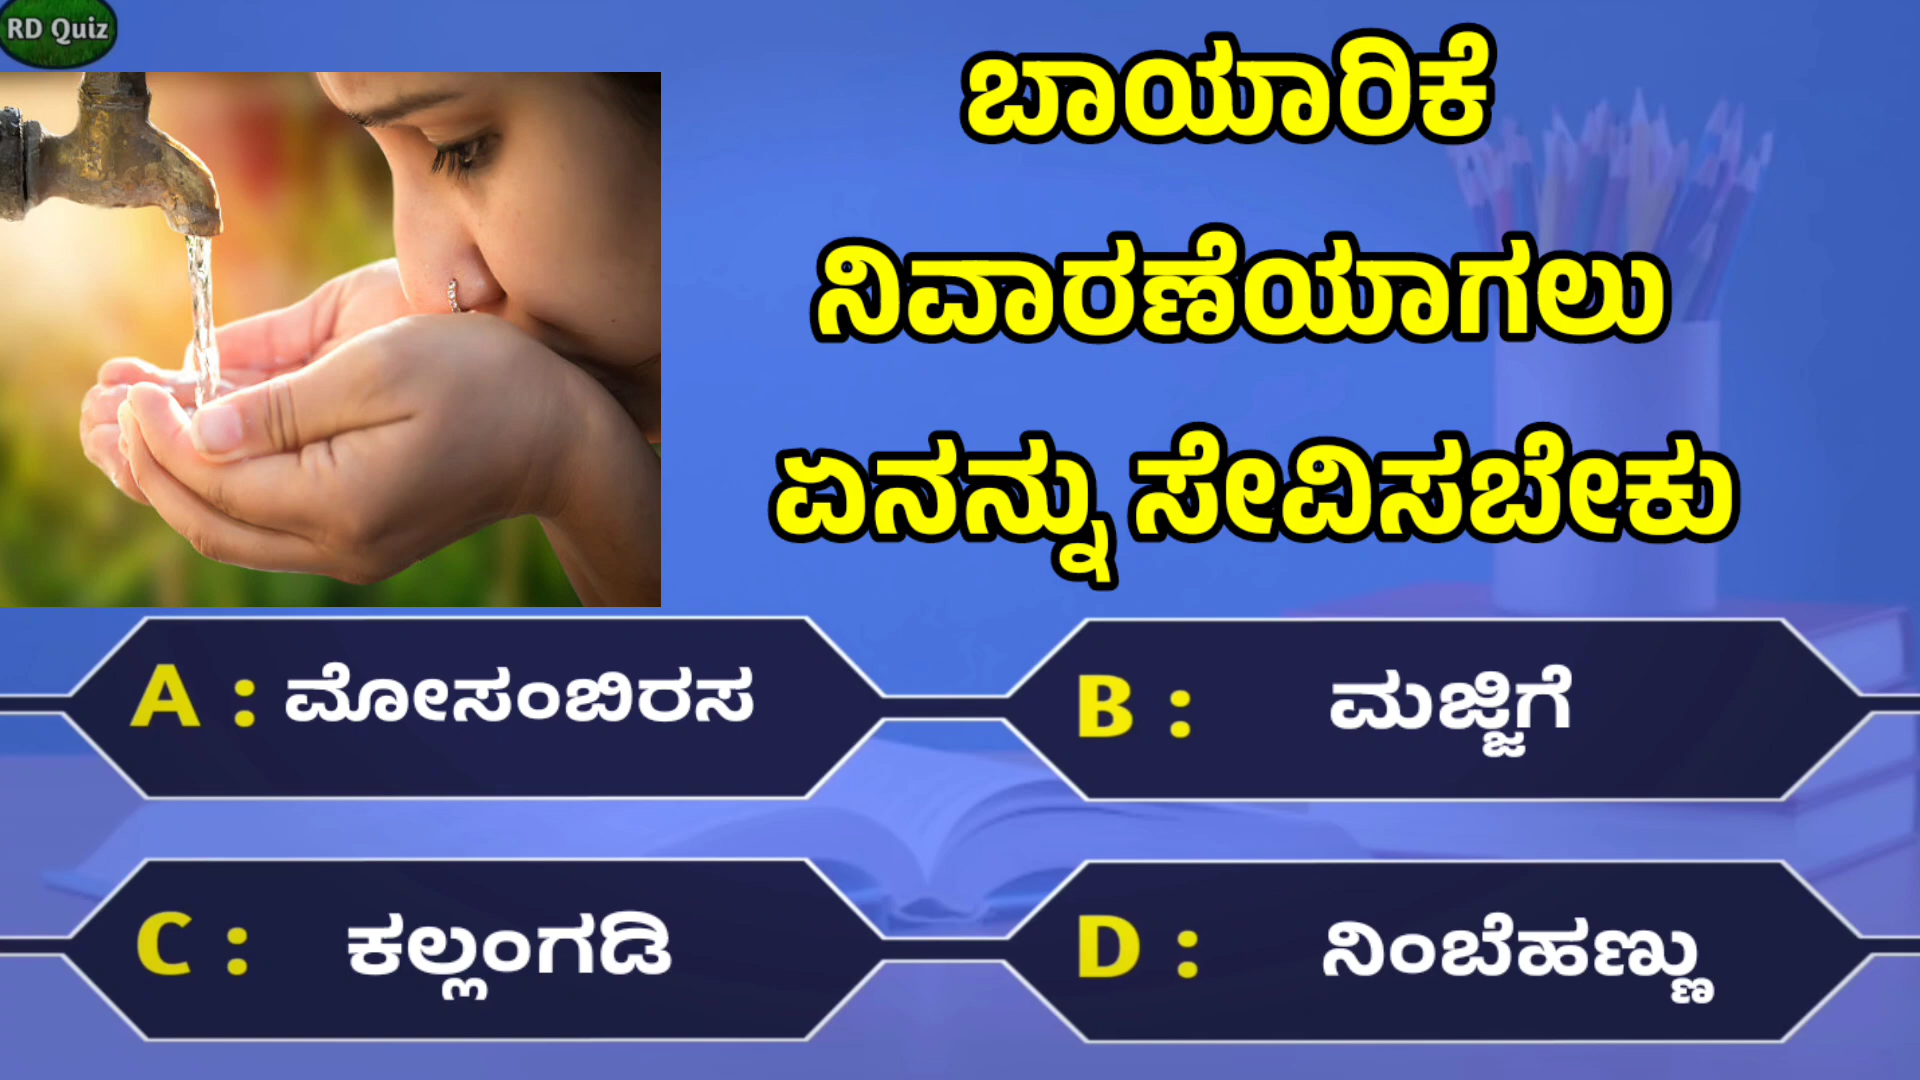 RD Quiz
ಬಾಯಾರಿಕೆ
ನಿವಾರಣೆಯಾಗಲು
ಏನನ್ನು ಸೇವಿಸಬೇಕು
A : ಮೋಸಂಬಿರಸ
B : ಮಜ್ಜಿಗೆ
C : ಕಲ್ಲಂಗಡಿ
D : ನಿಂಬೆಹಣ್ಣು